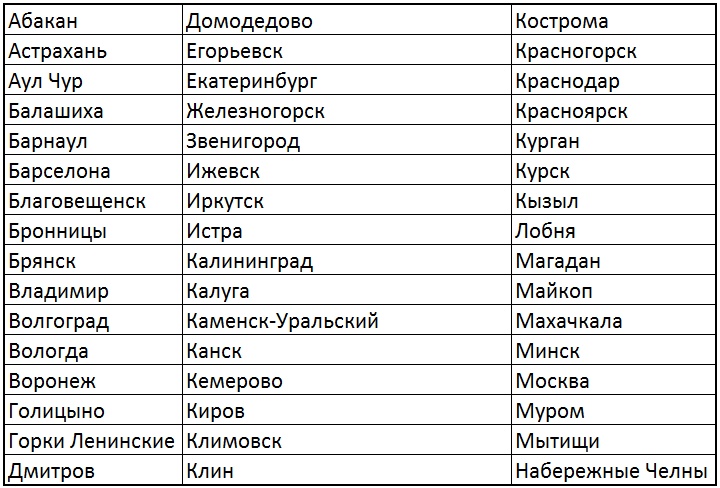 Абакан Домодедово Кострома
Астрахань Егорьевск Красногорск
Аул Чур Екатеринбург Краснодар
Балашиха Железногорск Красноярск
Барнаул Звенигород Курган
Барселона Ижевск Курск
Благовещенск Иркутск Кызыл
Бронницы Истра Лобня
Брянск Калининград Магадан
Владимир Калуга Майкоп
Волгоград Каменск-Уральский Махачкала
Вологда Канск Минск
Воронеж Кемерово Москва
Голицыно Киров Муром
Горки Ленинские Климовск Мытищи
Дмитров Клин Набережные Челны